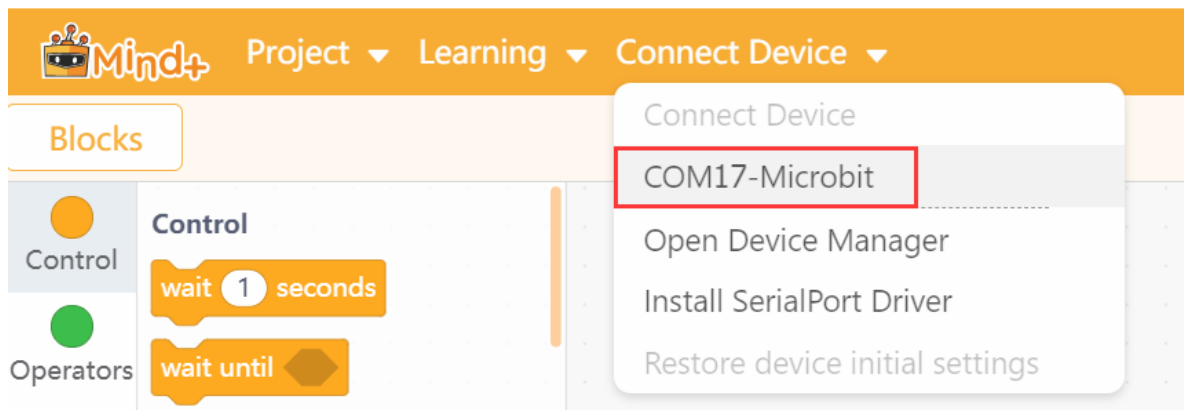 Mind+ Project Learning Connect Device
Connect Device
Blocks
COM17-Microbit
Control
Open Device Manager
Control
wait 1 seconds
Install SerialPort Driver
Operators
wait until
Restore device initial settings